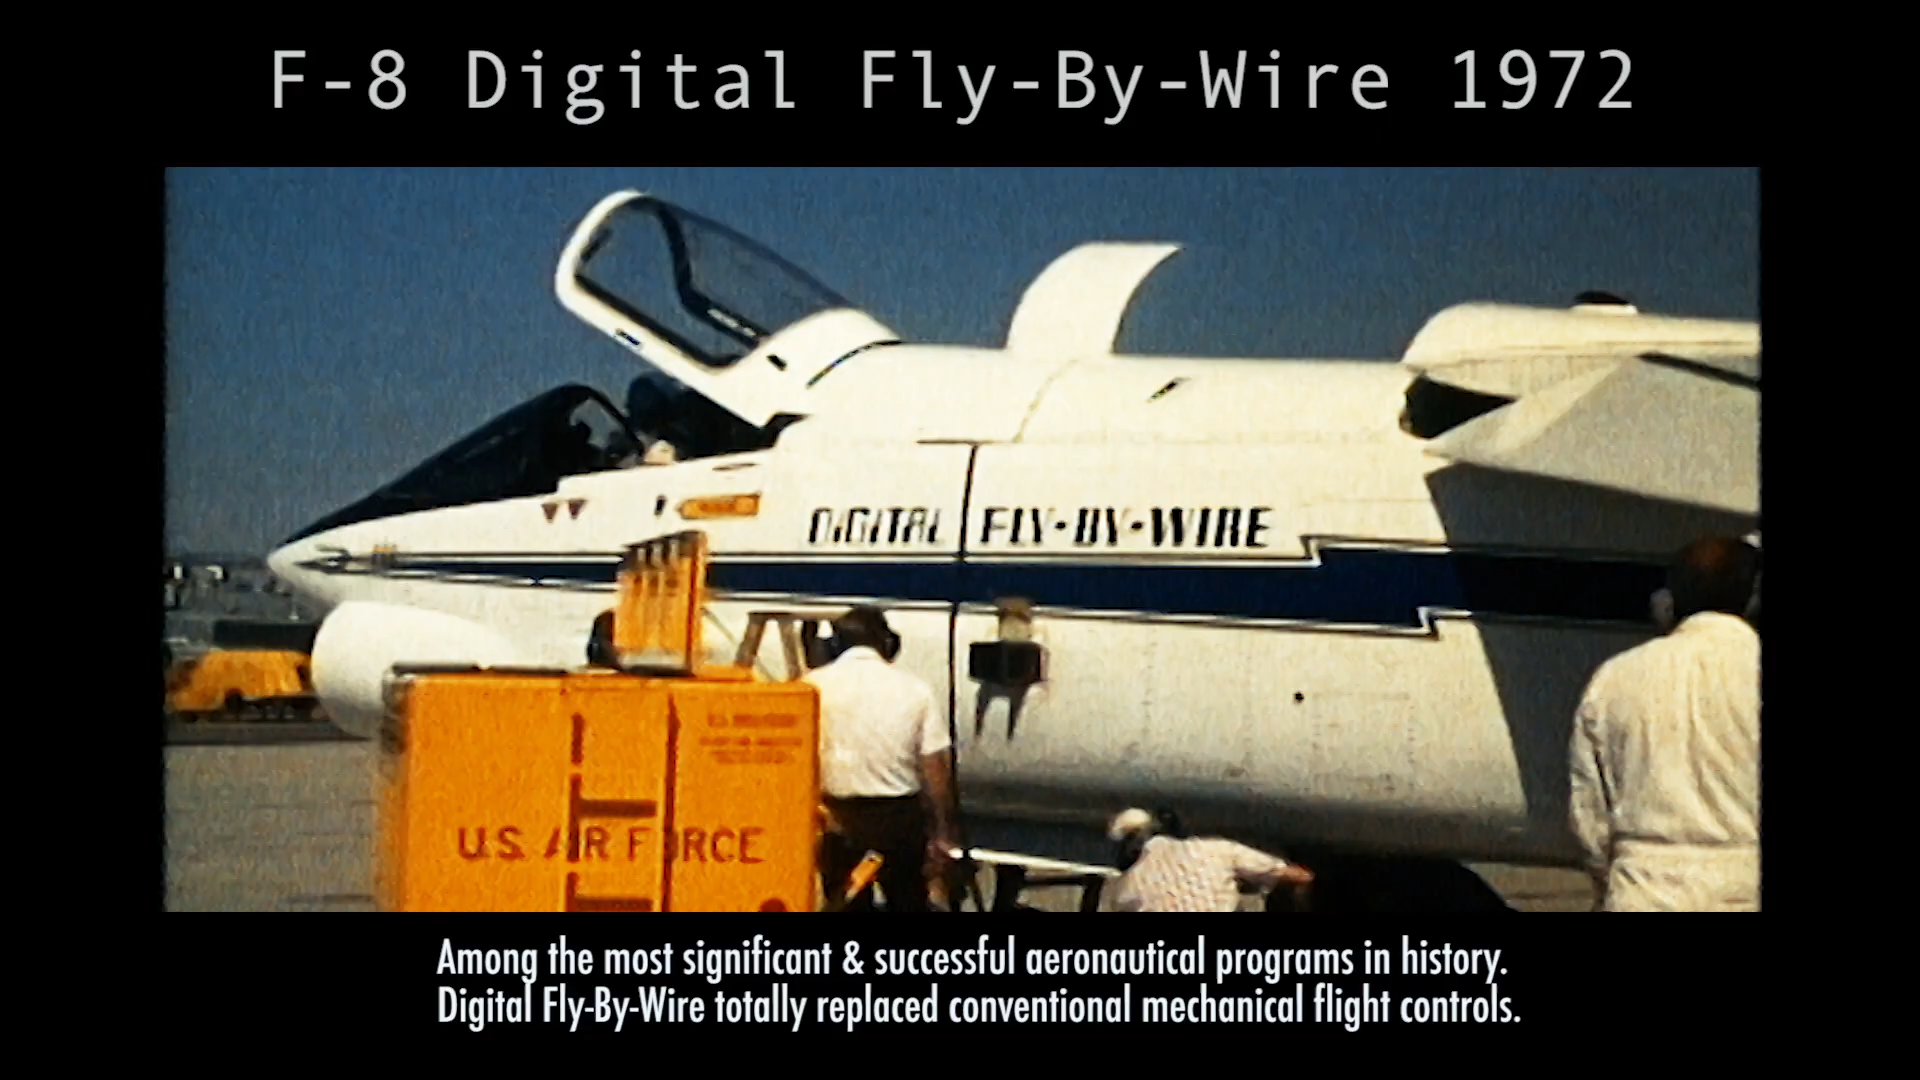 F-8 Digital Fly-By-Wire 1972
DIGITAL FLY-BY-WIRE
U.S. AIR FORCE
Among the most significant & successful aeronautical programs in history.
Digital Fly-By-Wire totally replaced conventional mechanical flight controls.